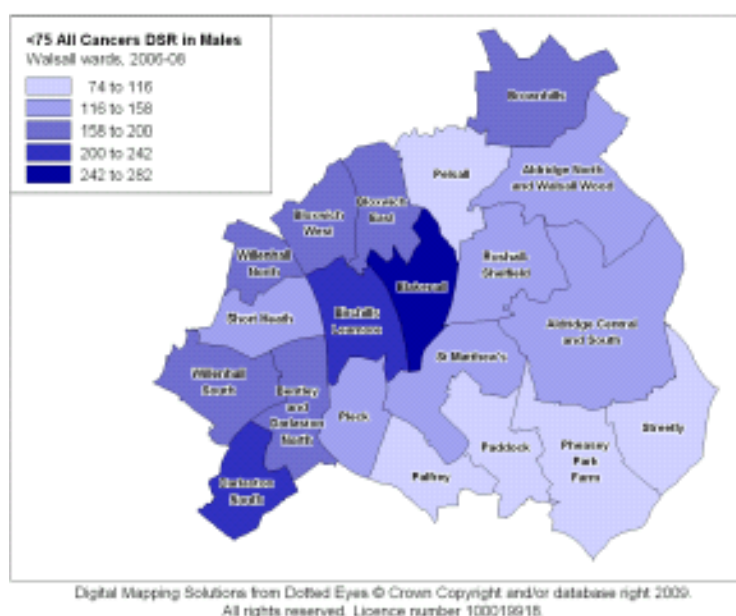 <75 All Cancers DSR in Males
Walsall wards, 2006-08
74 to 116
116 to 158
158 to 200
200 to 242
242 to 282
Brownhills
Pelsall
Aldridge North
and Walsall Wood
Bloxwich
East
Bloxwich
West
Willenhall
North
Rushall-
Shelfield
Blakenall
Birchills
Leamore
Short Heath
Aldridge Central
and South
St Matthew's
Willenhall
South
Bentley
and
Darlaston
North
Pleck
Streetly
Paddock
Pheasey
Park
Farm
Palfrey
Darlaston
South
Digital Mapping Solutions from Dotted Eyes © Crown Copyright and/or database right 2009.
All rights reserved. Licence number 100019918.